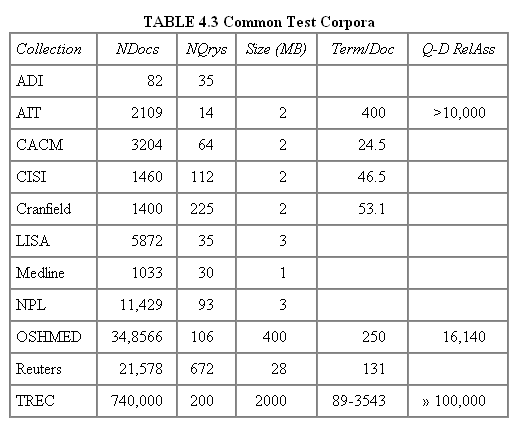 TABLE 4.3 Common Test Corpora
Collection NDocs NQrys Size (MB) Term/Doc Q-D RelAss
ADI 82 35
AIT 2109 14 2 400 >10,000
CACM 3204 64 2 24.5
CISI 1460 112 2 46.5
Cranfield 1400 225 2 53.1
LISA 5872 35 3
Medline 1033 30 1
NPL 11,429 93 3
OSHMED 34,8566 106 400 250 16,140
Reuters 21,578 672 28 131
TREC 740,000 200 2000 89-3543 » 100,000